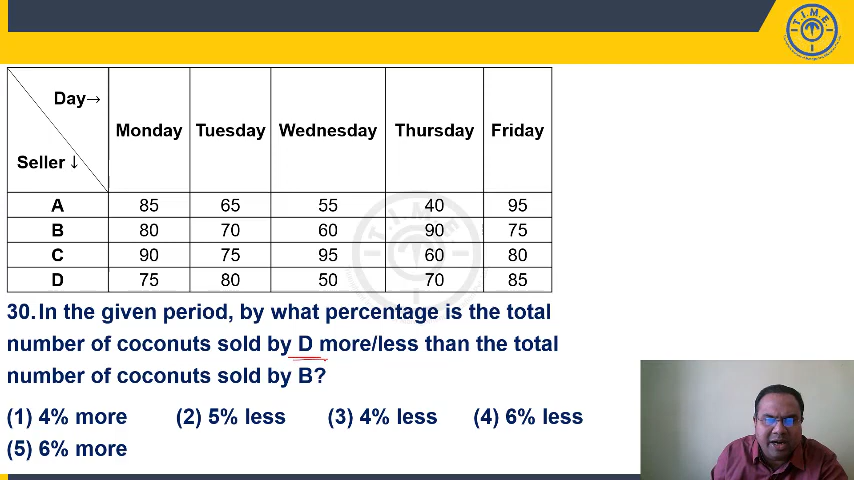 T.I.M.E.
Day→
Seller ↓
Monday Tuesday Wednesday Thursday Friday
A 85 65 55 40 95
B 80 70 60 90 75
C 90 75 95 60 80
D 75 80 50 70 85
30. In the given period, by what percentage is the total
number of coconuts sold by D more/less than the total
number of coconuts sold by B?
(1) 4% more (2) 5% less (3) 4% less (4) 6% less
(5) 6% more